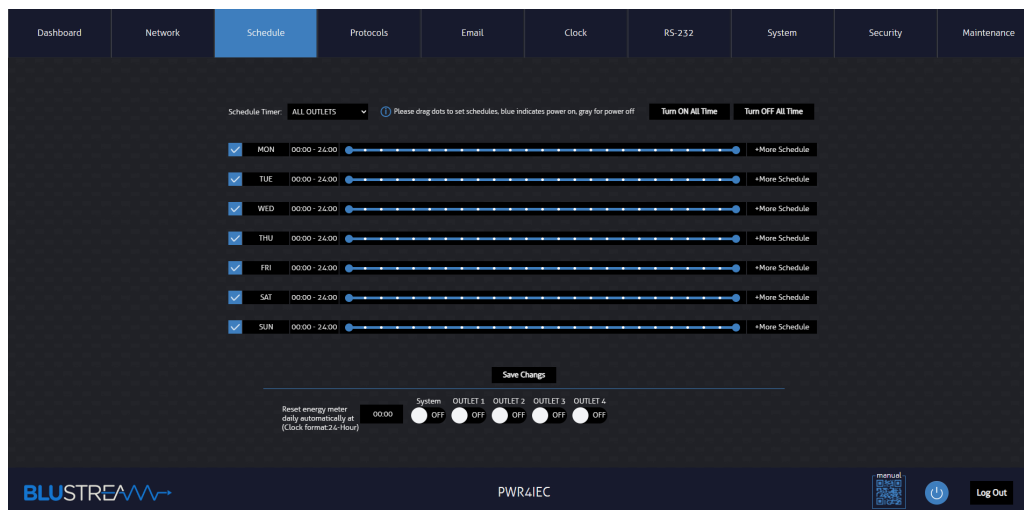 Dashboard Network Schedule Protocols Email Clock RS-232 System Security Maintenance
Schedule Timer: ALL OUTLETS Please drag dots to set schedules, blue indicates power on, gray for power off Turn ON All Time Turn OFF All Time
MON 00:00 - 24:00 +More Schedule
TUE 00:00 - 24:00 +More Schedule
WED 00:00 - 24:00 +More Schedule
THU 00:00 - 24:00 +More Schedule
FRI 00:00 - 24:00 +More Schedule
SAT 00:00 - 24:00 +More Schedule
SUN 00:00 - 24:00 +More Schedule
Save Changs
System OUTLET 1 OUTLET 2 OUTLET 3 OUTLET 4
Reset energy meter
daily automatically at 00:00 OFF OFF OFF OFF OFF
(Clock format:24-Hour)
manual
BLUSTREAM PWR4IEC Log Out